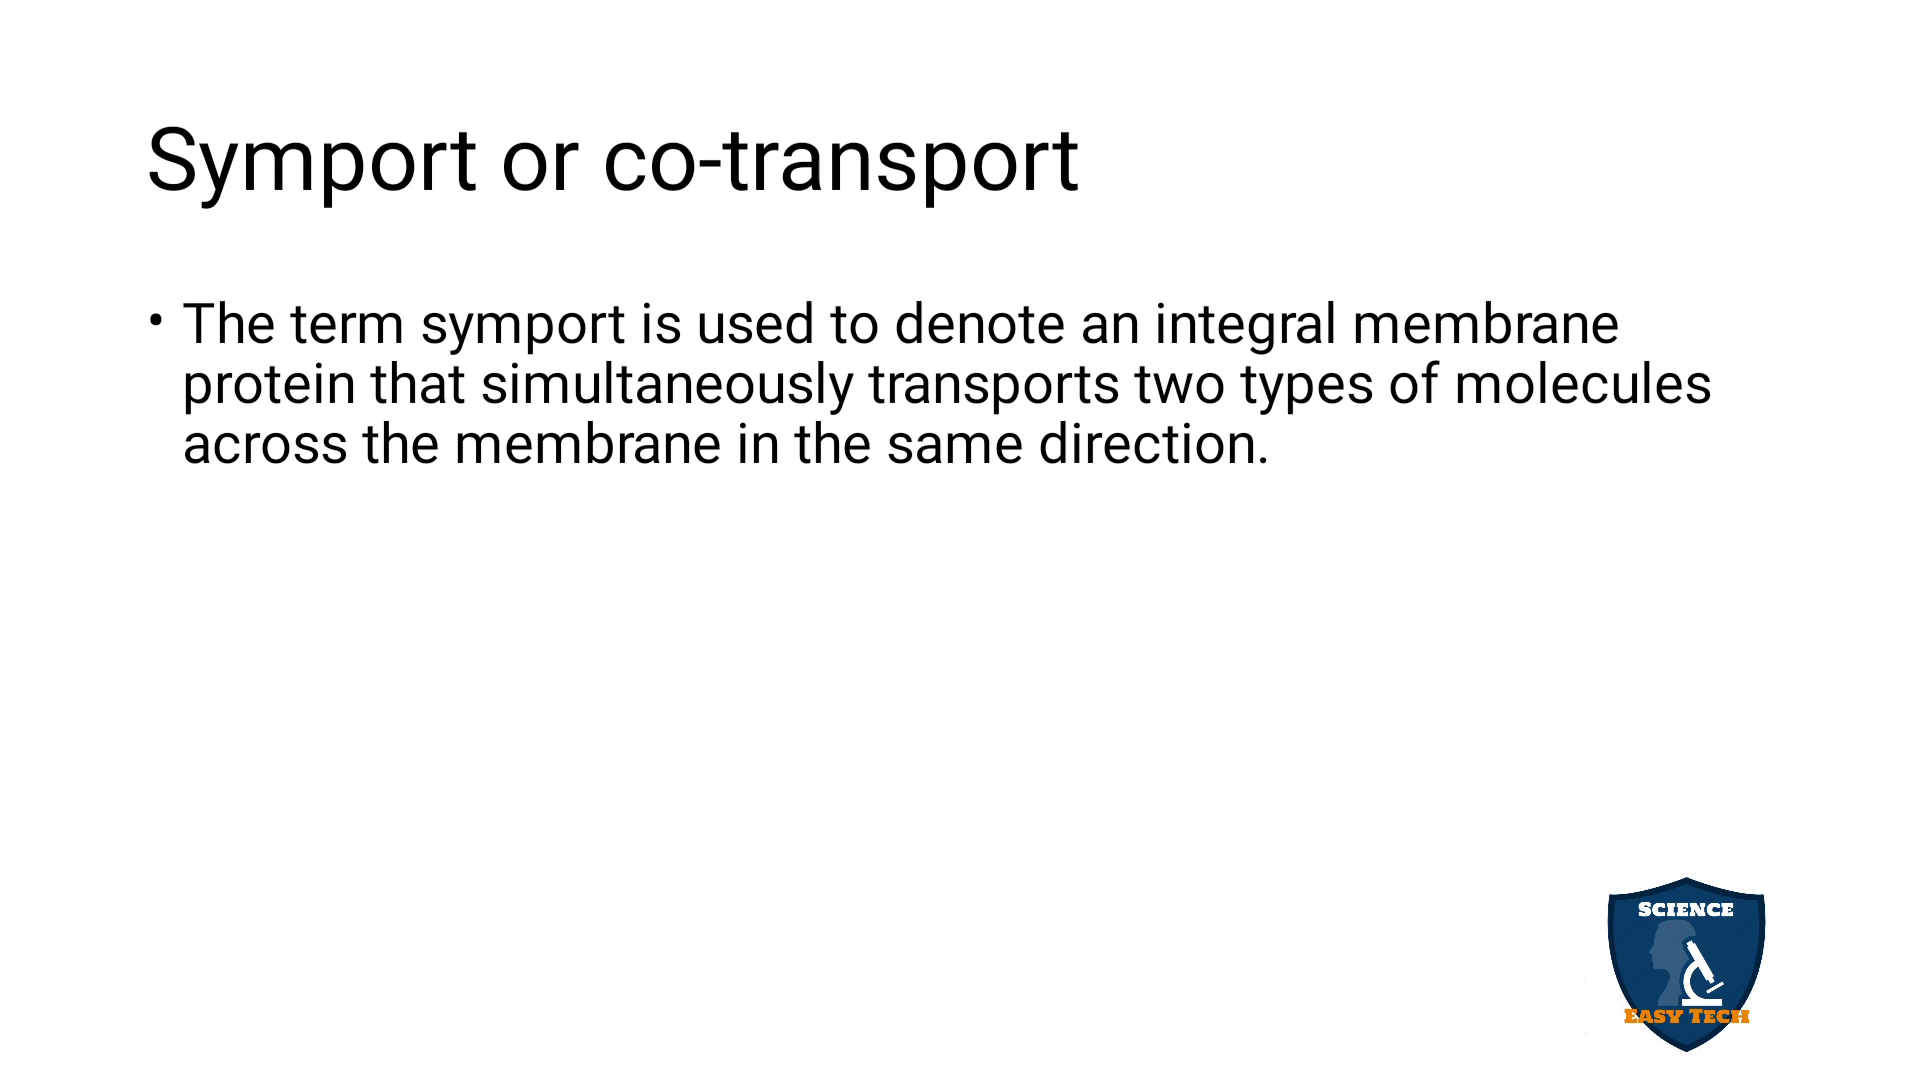 Symport or co-transport
• The term symport is used to denote an integral membrane
protein that simultaneously transports two types of molecules
across the membrane in the same direction.
SCIENCE
EASY TECH